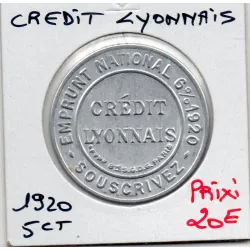 CREDIT LYONNAIS
EMPRUNT NATIONAL 6% 1920
CRÉDIT
LYONNAIS
SOUSCRIVEZ
1920
5CT
PRIX:
20E